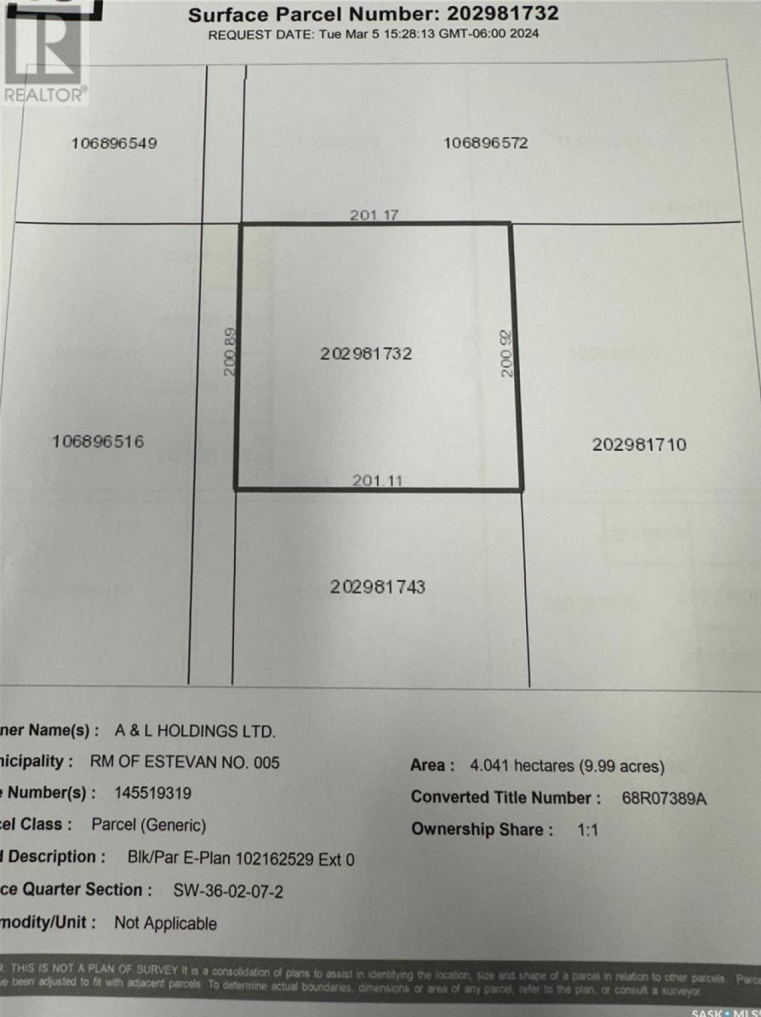 Surface Parcel Number: 202981732
REQUEST DATE: Tue Mar 5 15:28:13 GMT-06:00 2024
REALTOR®
106896549
106896572
201.17
200.89
202981732
200.92
106896516
202981710
201.11
202981743
ner Name(s) : A & L HOLDINGS LTD.
nicipality : RM OF ESTEVAN NO. 005
Area : 4.041 hectares (9.99 acres)
e Number(s) : 145519319
Converted Title Number : 68R07389A
cel Class : Parcel (Generic)
Ownership Share : 1:1
d Description : Blk/Par E-Plan 102162529 Ext 0
ce Quarter Section : SW-36-02-07-2
modity/Unit : Not Applicable
R: THIS IS NOT A PLAN OF SURVEY It is a consolidation of plans to assist in identifying the location, size and shape of a parcel in relation to other parcels. Parce
ve been adjusted to fit with adjacent parcels. To determine actual boundaries, dimensions or area of any parcel, refer to the plan, or consult a surveyor.
SASK MLS®